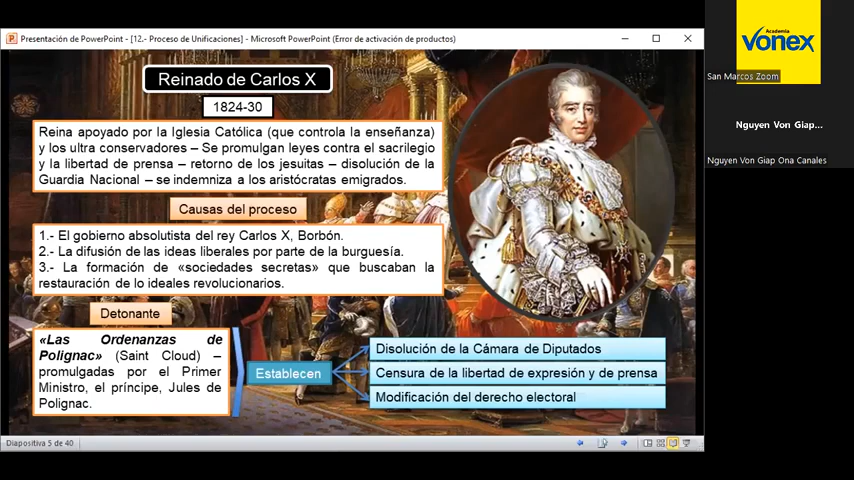 Presentación de PowerPoint - [12.- Proceso de Unificaciones] - Microsoft PowerPoint (Error de activación de productos)
Reinado de Carlos X
1824-30
Reina apoyado por la Iglesia Católica (que controla la enseñanza)
y los ultra conservadores – Se promulgan leyes contra el sacrilegio
y la libertad de prensa – retorno de los jesuitas – disolución de la
Guardia Nacional – se indemniza a los aristócratas emigrados.
Causas del proceso
1.- El gobierno absolutista del rey Carlos X, Borbón.
2.- La difusión de las ideas liberales por parte de la burguesía.
3.- La formación de «sociedades secretas» que buscaban la
restauración de lo ideales revolucionarios.
Detonante
«Las Ordenanzas de
Polignac» (Saint Cloud) –
promulgadas por el Primer
Ministro, el príncipe, Jules de
Polignac.
Establecen
Disolución de la Cámara de Diputados
Censura de la libertad de expresión y de prensa
Modificación del derecho electoral
Diapositiva 5 de 40
Academia
Vonex
San Marcos Zoom
Nguyen Von Giap...
Nguyen Von Giap Ona Canales